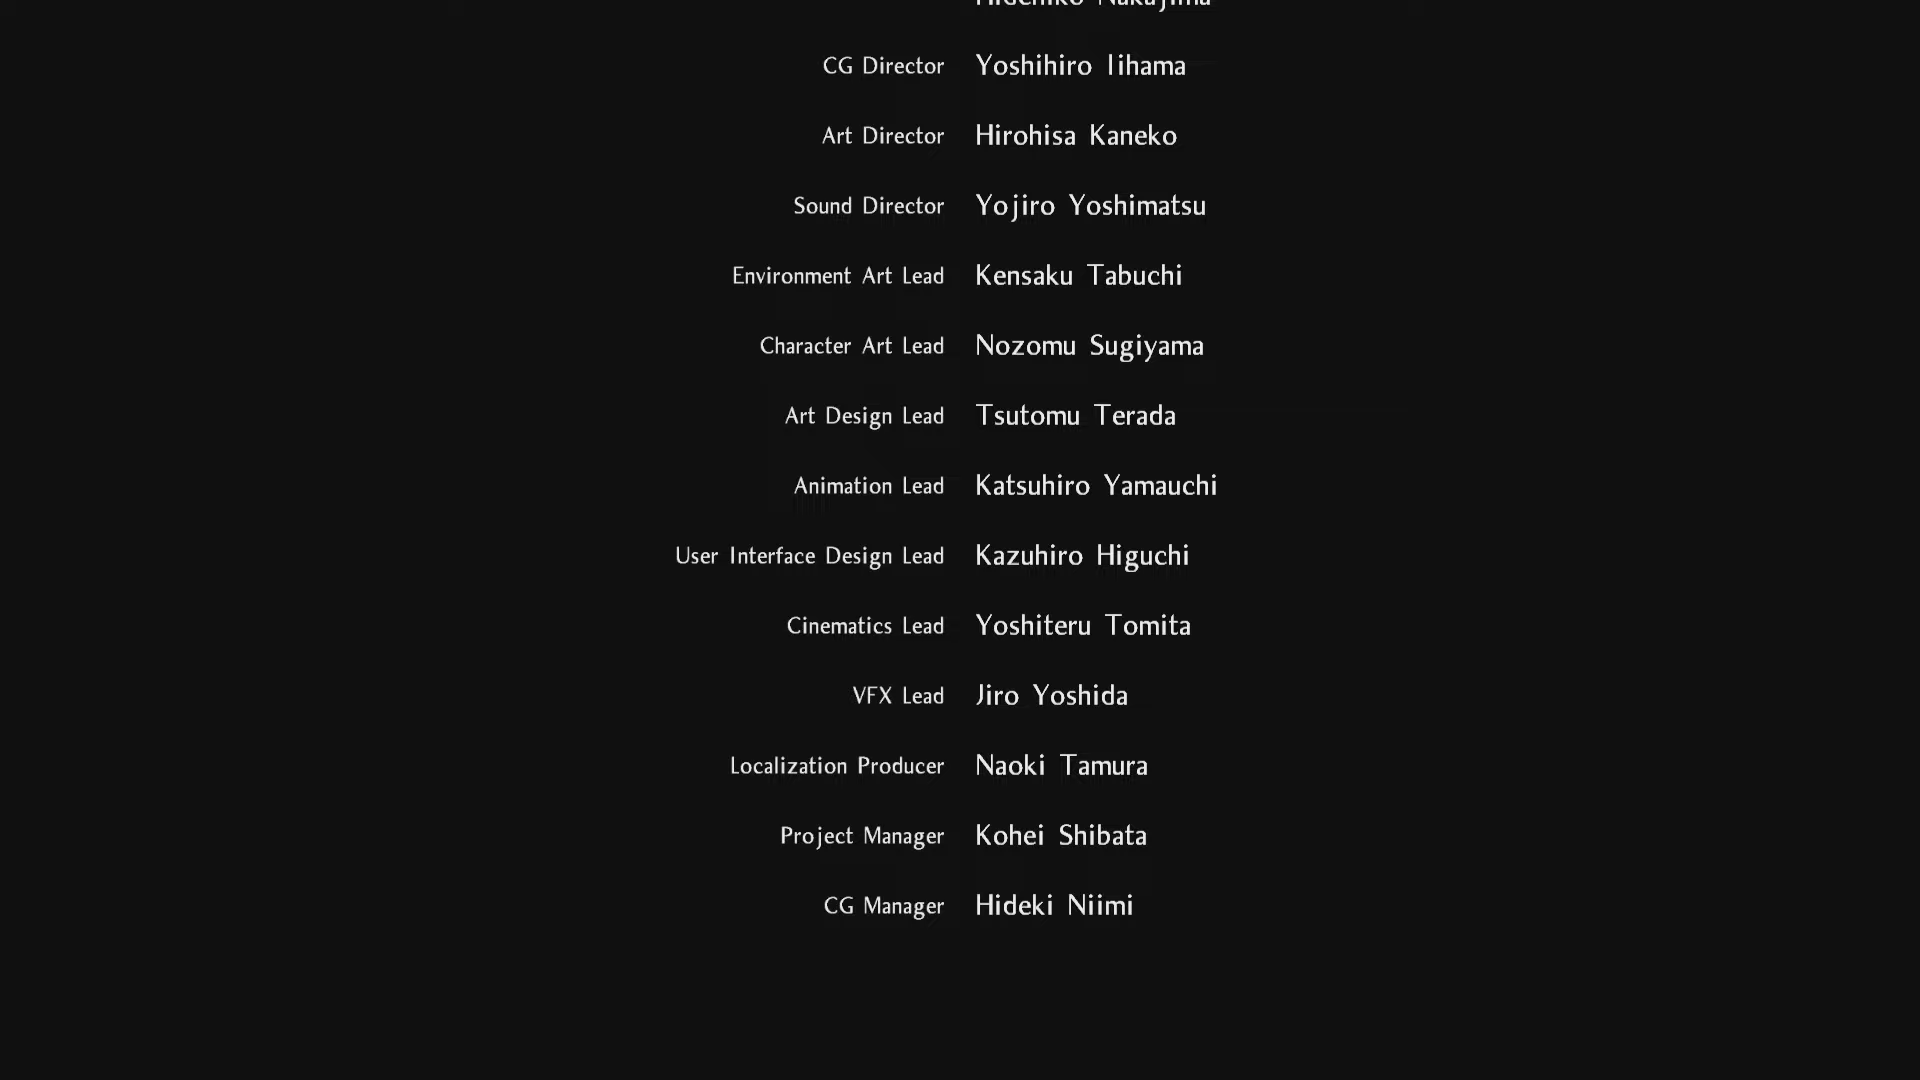 Hidehiko Nakajima
CG Director Yoshihiro Iihama
Art Director Hirohisa Kaneko
Sound Director Yojiro Yoshimatsu
Environment Art Lead Kensaku Tabuchi
Character Art Lead Nozomu Sugiyama
Art Design Lead Tsutomu Terada
Animation Lead Katsuhiro Yamauchi
User Interface Design Lead Kazuhiro Higuchi
Cinematics Lead Yoshiteru Tomita
VFX Lead Jiro Yoshida
Localization Producer Naoki Tamura
Project Manager Kohei Shibata
CG Manager Hideki Niimi